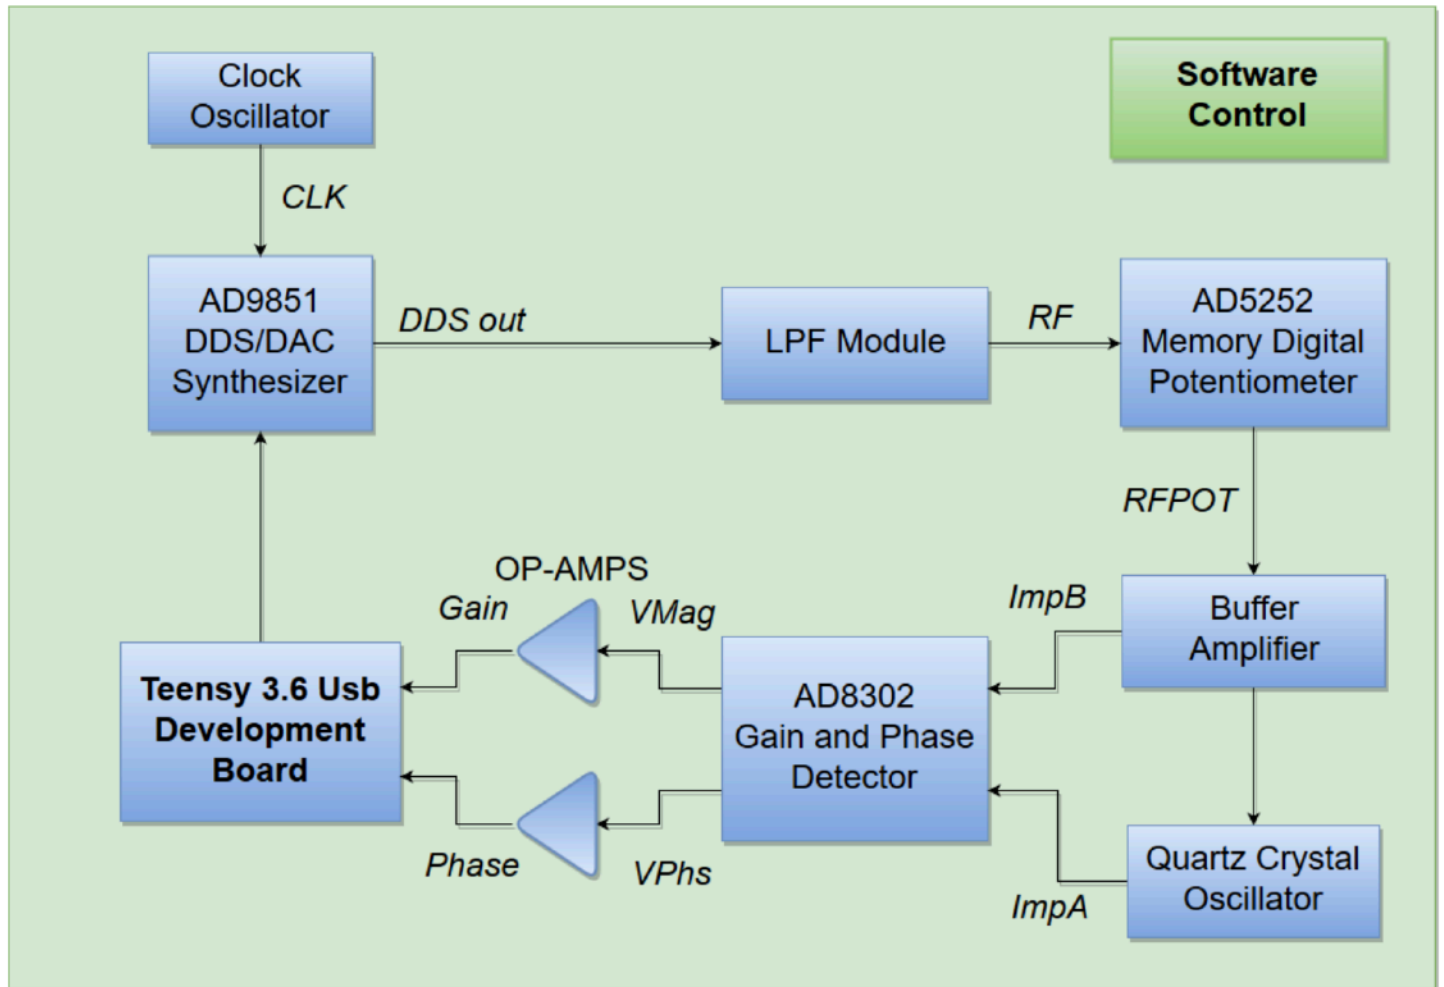 Clock
Oscillator
Software
Control
CLK
AD9851
DDS/DAC
Synthesizer
DDS out
LPF Module
RF
AD5252
Memory Digital
Potentiometer
RFPOT
OP-AMPS
Gain
VMag
ImpB
Buffer
Amplifier
Teensy 3.6 Usb
Development
Board
AD8302
Gain and Phase
Detector
Phase
VPhs
ImpA
Quartz Crystal
Oscillator